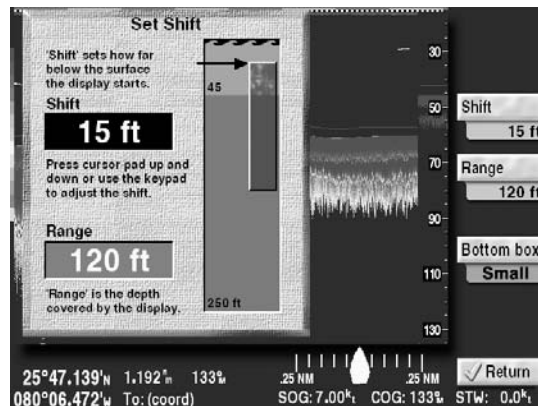 Set Shift
'Shift' sets how far
below the surface
the display starts.
Shift
15 ft
Press cursor pad up and
down or use the keypad
to adjust the shift.
Range
120 ft
'Range' is the depth
covered by the display.
45
250 ft
30
50
70
90
110
130
Shift
15 ft
Range
120 ft
Bottom box
Small
Return
25°47.139'N 1.192"m 133°M
080°06.472'W To: (coord)
.25 NM .25 NM
SOG: 7.00kt COG: 133°M STW: 0.0kt